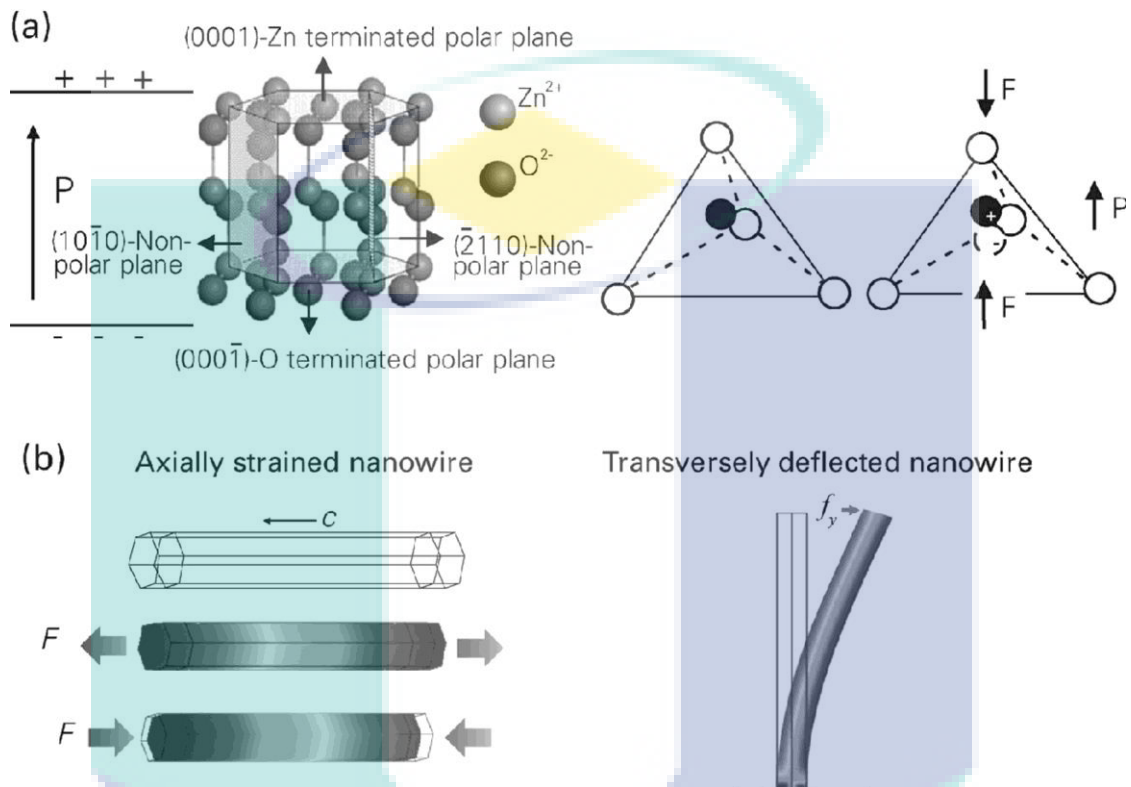 (a)
(0001)-Zn terminated polar plane
+ + +
P
Zn²⁺
O²⁻
(101̄0)-Non-
polar plane
(2̄110)-Non-
polar plane
- - -
(0001̄)-O terminated polar plane
F
+
P
F
(b)
Axially strained nanowire
c
F
F
Transversely deflected nanowire
f_y